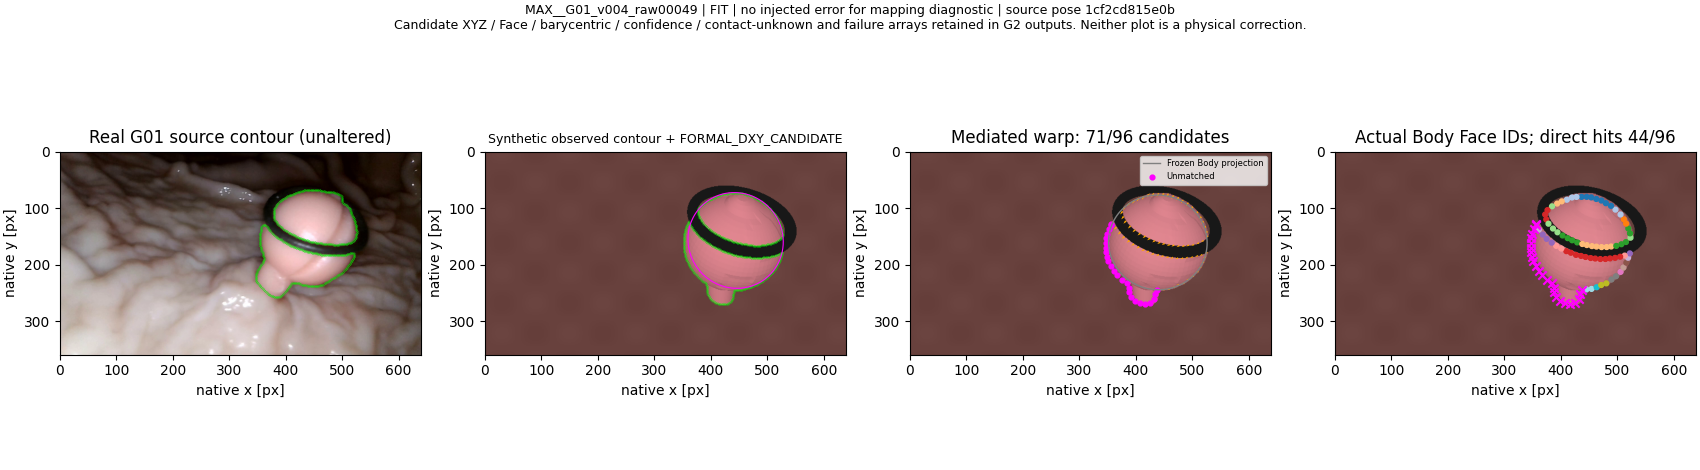 MAX__G01_v004_raw00049 | FIT | no injected error for mapping diagnostic | source pose 1cf2cd815e0b
Candidate XYZ / Face / barycentric / confidence / contact-unknown and failure arrays retained in G2 outputs. Neither plot is a physical correction.
Real G01 source contour (unaltered)
0
100
200
300
native y [px]
0 100 200 300 400 500 600
native x [px]
Synthetic observed contour + FORMAL_DXY_CANDIDATE
0
100
200
300
native y [px]
0 100 200 300 400 500 600
native x [px]
Mediated warp: 71/96 candidates
Frozen Body projection
Unmatched
0
100
200
300
native y [px]
0 100 200 300 400 500 600
native x [px]
Actual Body Face IDs; direct hits 44/96
0
100
200
300
native y [px]
0 100 200 300 400 500 600
native x [px]